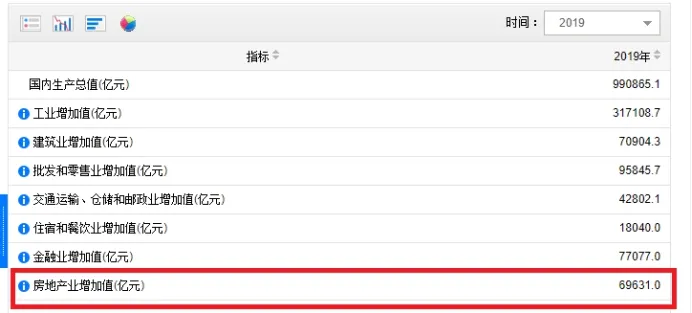 时间： 2019
指标 2019年
国内生产总值(亿元) 990865.1
工业增加值(亿元) 317108.7
建筑业增加值(亿元) 70904.3
批发和零售业增加值(亿元) 95845.7
交通运输、仓储和邮政业增加值(亿元) 42802.1
住宿和餐饮业增加值(亿元) 18040.0
金融业增加值(亿元) 77077.0
房地产业增加值(亿元) 69631.0